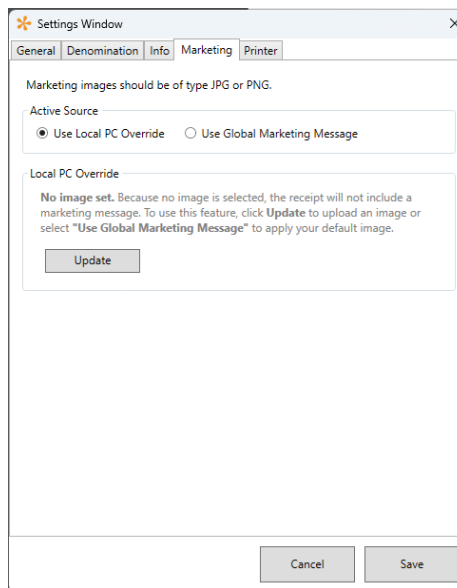 Settings Window
General Denomination Info Marketing Printer
Marketing images should be of type JPG or PNG.
Active Source
Use Local PC Override Use Global Marketing Message
Local PC Override
No image set. Because no image is selected, the receipt will not include a
marketing message. To use this feature, click Update to upload an image or
select "Use Global Marketing Message" to apply your default image.
Update
Cancel Save